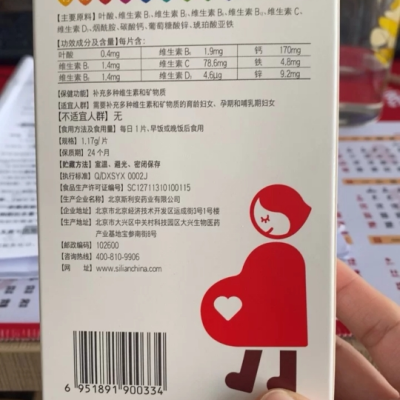 【主要原料】叶酸、维生素B₁、维生素B₂、维生素B₆、维生素B₁₂、维生素C、
维生素D₃、烟酰胺、碳酸钙、葡萄糖酸锌、琥珀酸亚铁
【功效成分及含量】每片含：
叶酸 0.4mg 维生素B₆ 1.9mg 钙 170mg
维生素B₁ 1.4mg 维生素C 78.6mg 铁 4.8mg
维生素B₂ 1.4mg 维生素D₃ 4.6μg 锌 9.2mg
【保健功能】补充多种维生素和矿物质
【适宜人群】需要补充多种维生素和矿物质的育龄妇女、孕期和哺乳期妇女
【不适宜人群】无
【食用方法及用量】每日1片，早饭或晚饭后食用
【规格】1.17g/片
【保质期】24个月
【贮藏方法】室温、避光、密闭保存
【执行标准号】Q/DXSYX 0002J
【食品生产许可证编号】SC12711310100115
【生产企业名称】北京斯利安药业有限公司
【企业地址】北京市北京经济技术开发区运成街3号1号楼
【生产地址】北京市大兴区中关村科技园区大兴生物医药
产业基地宝参南街8号
【邮政编码】102600
【咨询热线】400-810-9906
【网 址】www.silianchina.com
6 951891 900334